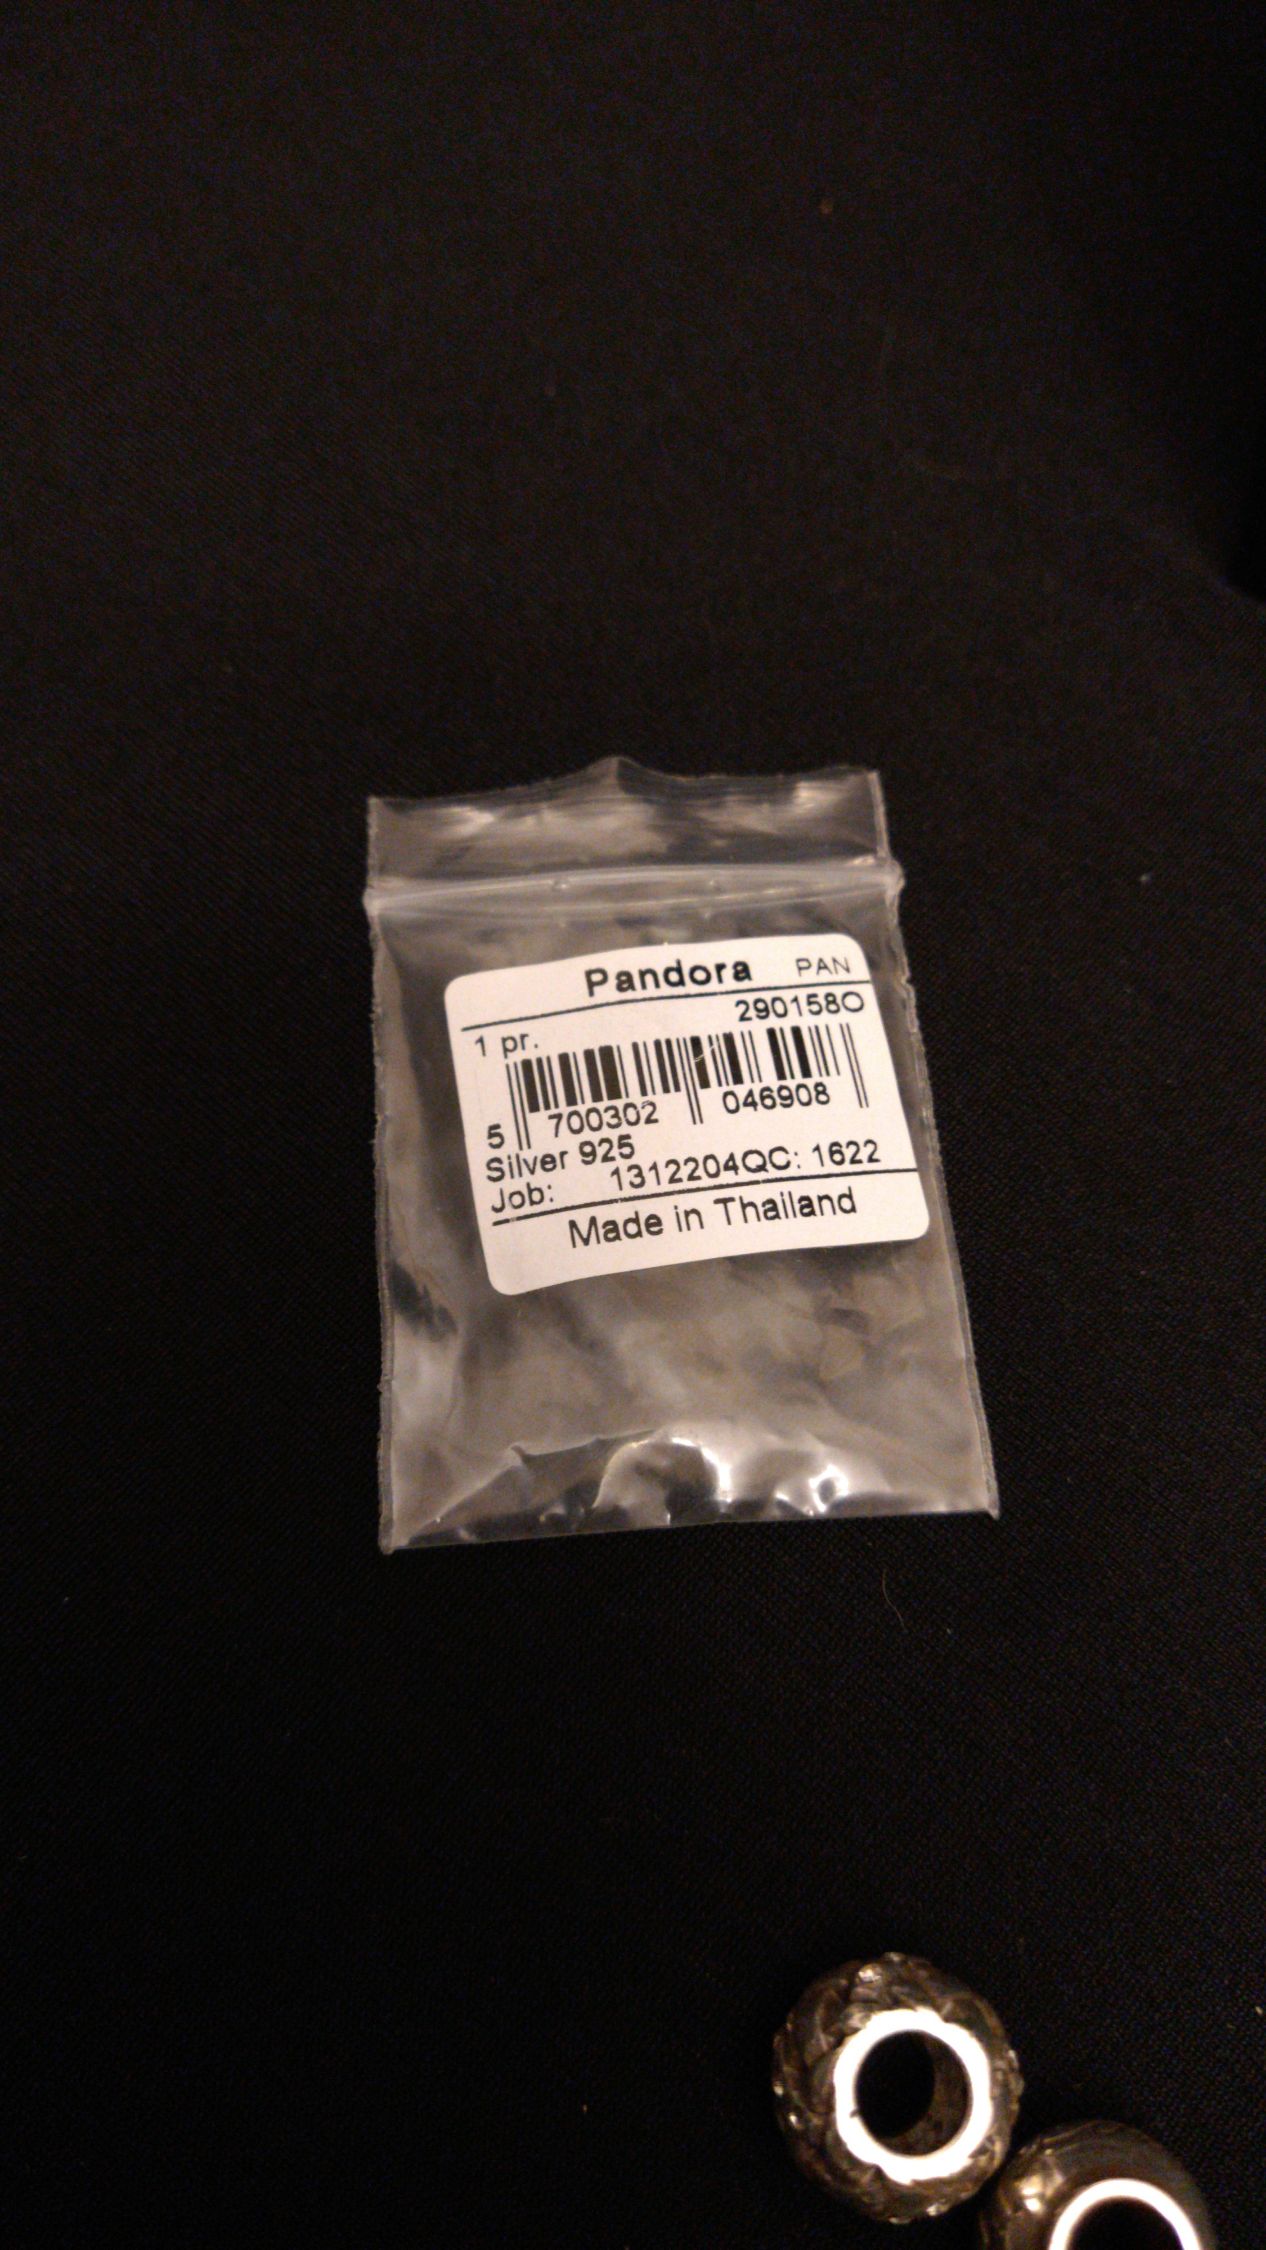 Pandora PAN
290158O
1 pr.
5 700302 046908
Silver 925
Job: 1312204QC: 1622
Made in Thailand